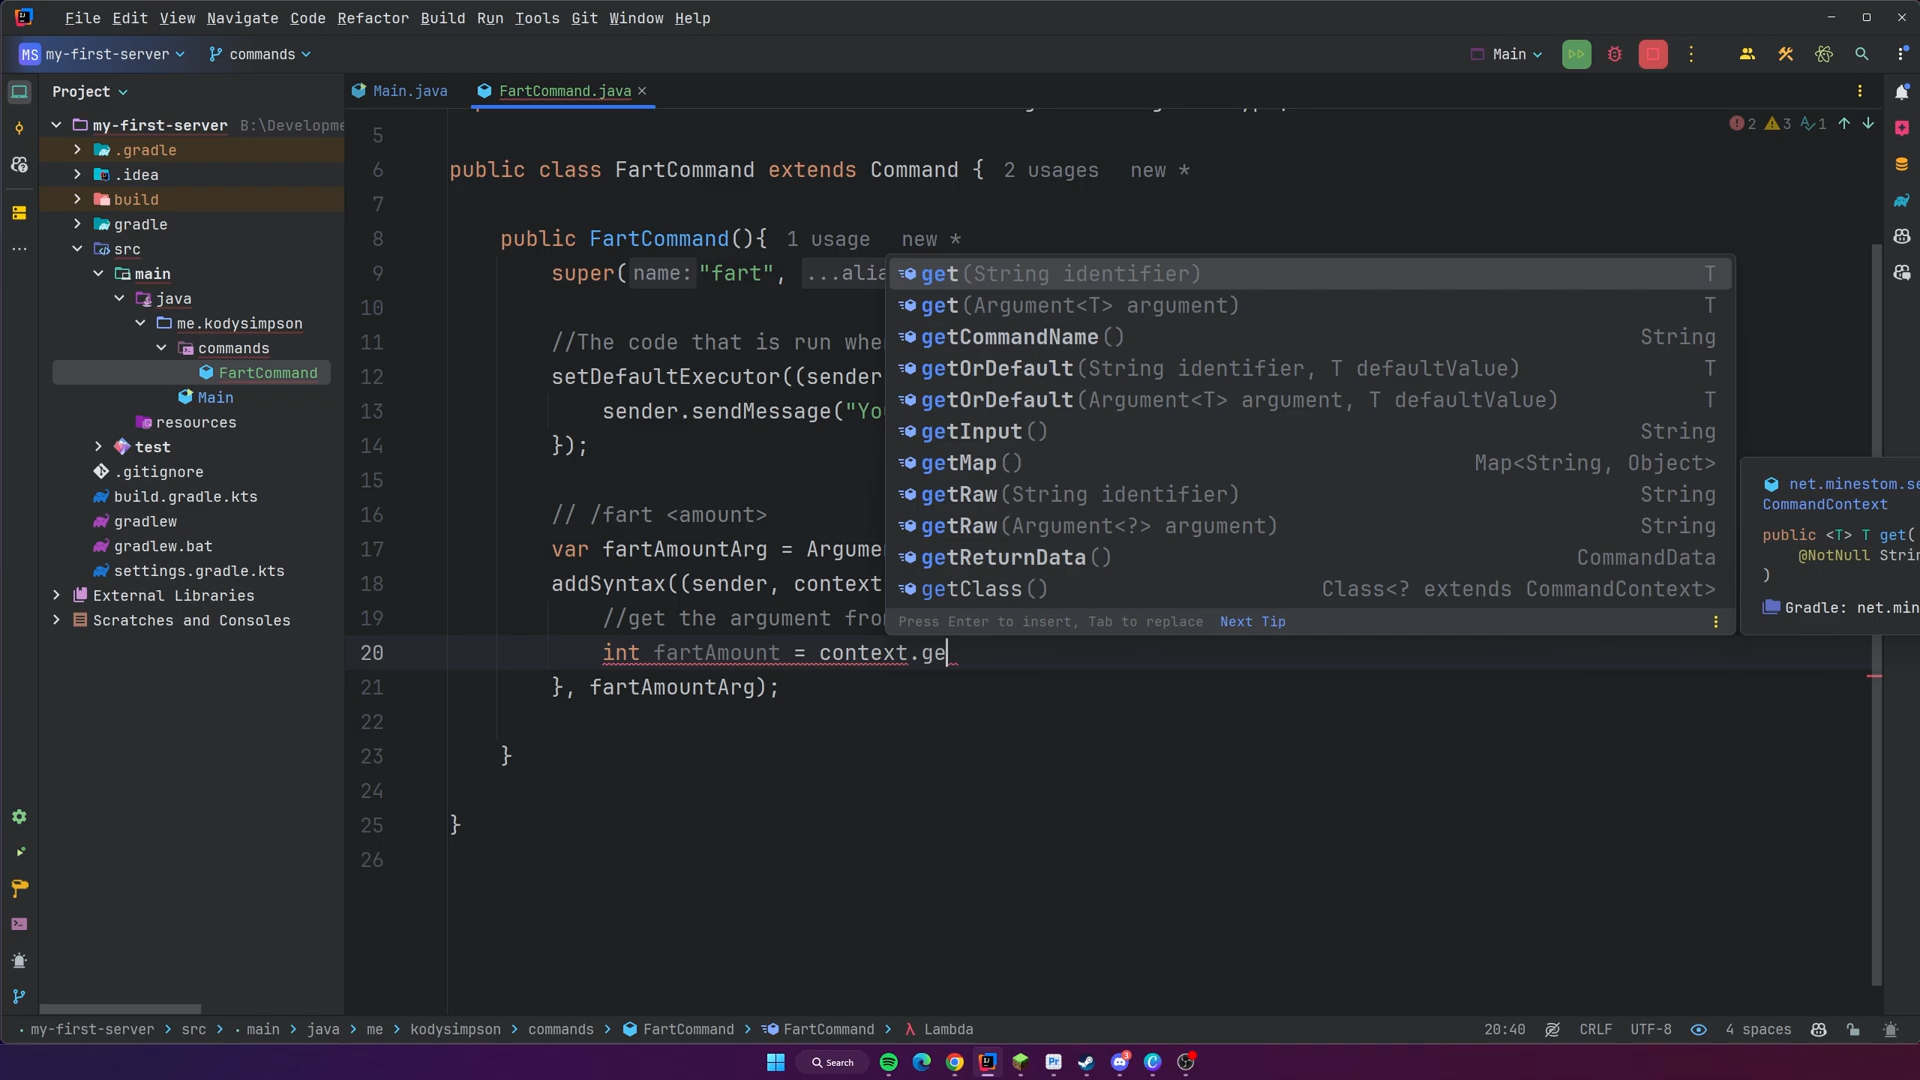 File Edit View Navigate Code Refactor Build Run Tools Git Window Help
MS my-first-server commands Main
Project Main.java FartCommand.java
my-first-server B:\Developme
.gradle
.idea
build
gradle
src
main
java
me.kodysimpson
commands
FartCommand
Main
resources
test
.gitignore
build.gradle.kts
gradlew
gradlew.bat
settings.gradle.kts
External Libraries
Scratches and Consoles
2 3 1
5
6 public class FartCommand extends Command { 2 usages new *
7
8 public FartCommand(){ 1 usage new *
9 super( name: "fart", ...alia
10
11 //The code that is run whe
12 setDefaultExecutor((sender
13 sender.sendMessage("Yo
14 });
15
16 // /fart <amount>
17 var fartAmountArg = Argume
18 addSyntax((sender, context
19 //get the argument fro
20 int fartAmount = context.ge
21 }, fartAmountArg);
22
23 }
24
25 }
26
get(String identifier) T
get(Argument<T> argument) T
getCommandName() String
getOrDefault(String identifier, T defaultValue) T
getOrDefault(Argument<T> argument, T defaultValue) T
getInput() String
getMap() Map<String, Object>
getRaw(String identifier) String
getRaw(Argument<?> argument) String
getReturnData() CommandData
getClass() Class<? extends CommandContext>
Press Enter to insert, Tab to replace Next Tip
net.minestom.se
CommandContext
public <T> T get(
@NotNull Strin
)
Gradle: net.min
my-first-server > src > main > java > me > kodysimpson > commands > FartCommand > FartCommand > Lambda
20:40 CRLF UTF-8 4 spaces
Search
3